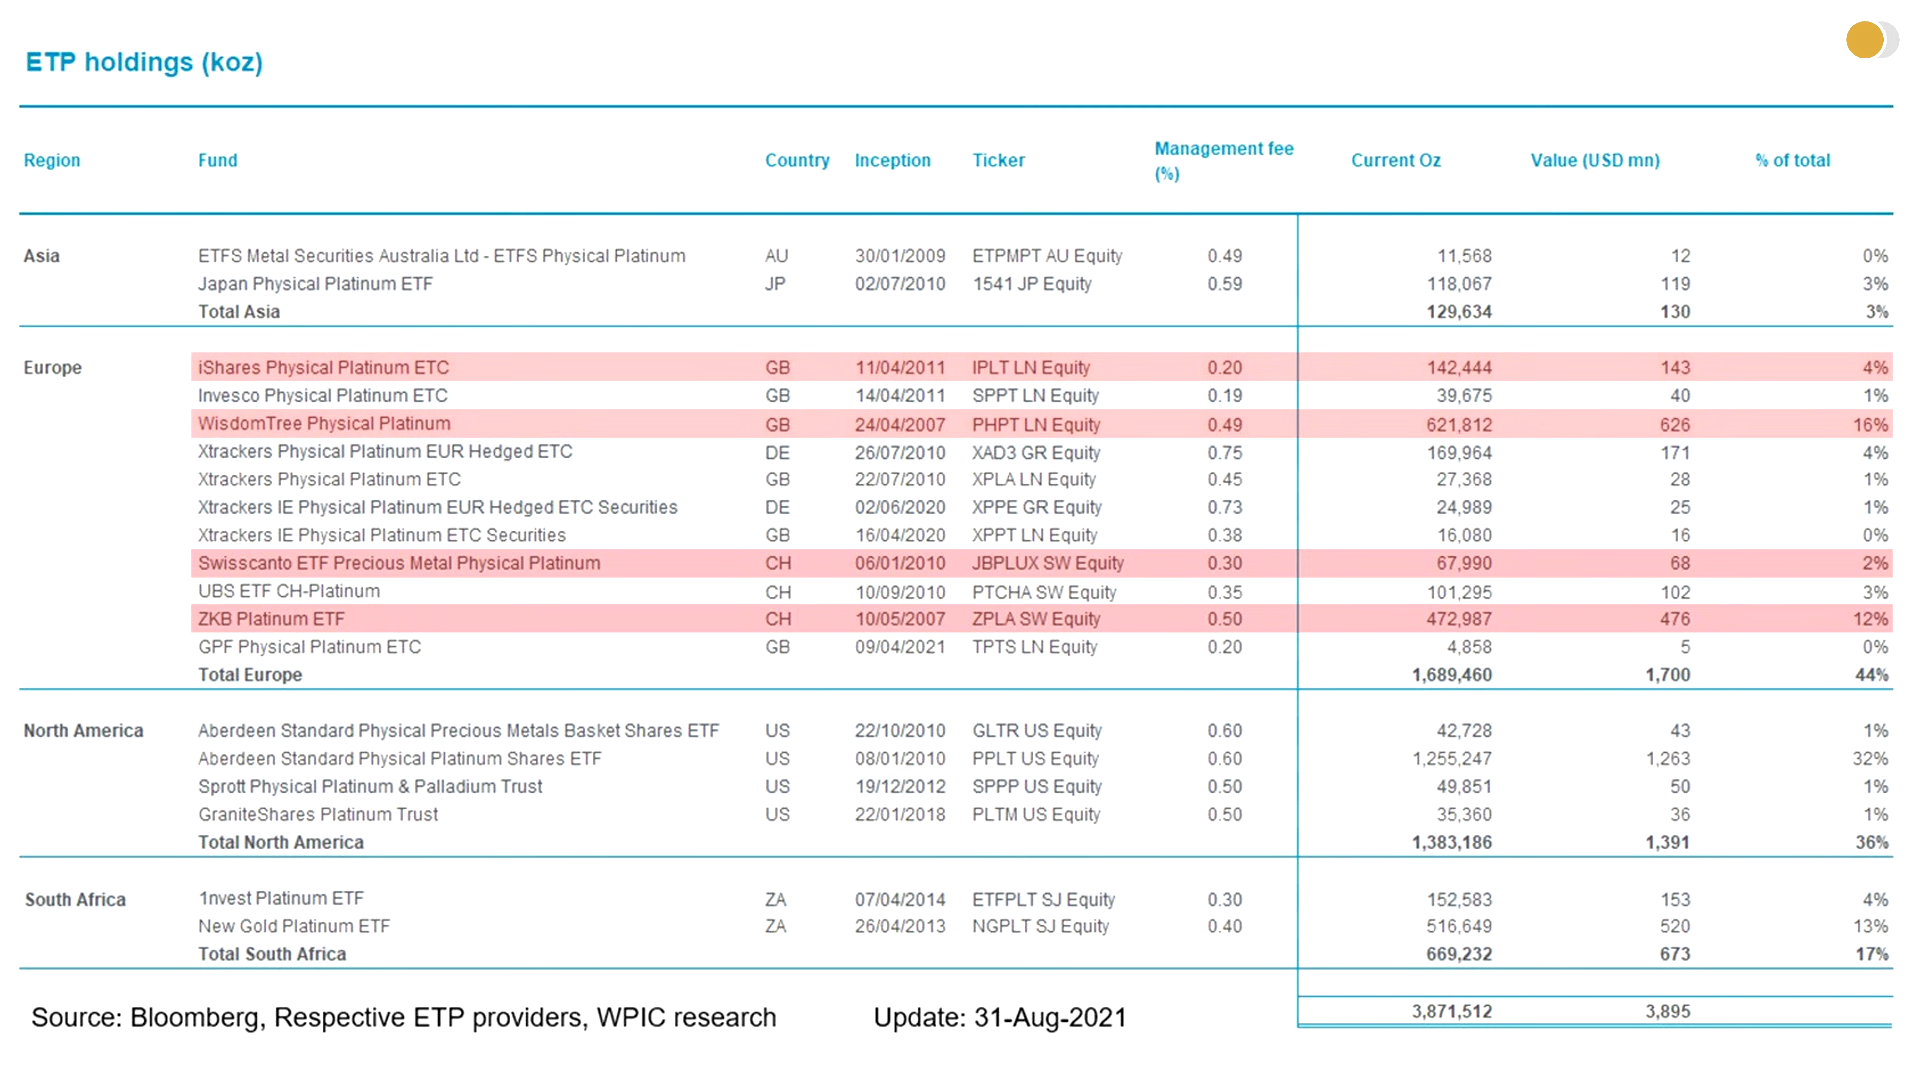 ETP holdings (koz)
Region Fund Country Inception Ticker Management fee (%) Current Oz Value (USD mn) % of total
Asia ETFS Metal Securities Australia Ltd - ETFS Physical Platinum AU 30/01/2009 ETPMPT AU Equity 0.49 11,568 12 0%
Japan Physical Platinum ETF JP 02/07/2010 1541 JP Equity 0.59 118,067 119 3%
Total Asia 129,634 130 3%
Europe iShares Physical Platinum ETC GB 11/04/2011 IPLT LN Equity 0.20 142,444 143 4%
Invesco Physical Platinum ETC GB 14/04/2011 SPPT LN Equity 0.19 39,675 40 1%
WisdomTree Physical Platinum GB 24/04/2007 PHPT LN Equity 0.49 621,812 626 16%
Xtrackers Physical Platinum EUR Hedged ETC DE 26/07/2010 XAD3 GR Equity 0.75 169,964 171 4%
Xtrackers Physical Platinum ETC GB 22/07/2010 XPLA LN Equity 0.45 27,368 28 1%
Xtrackers IE Physical Platinum EUR Hedged ETC Securities DE 02/06/2020 XPPE GR Equity 0.73 24,989 25 1%
Xtrackers IE Physical Platinum ETC Securities GB 16/04/2020 XPPT LN Equity 0.38 16,080 16 0%
Swisscanto ETF Precious Metal Physical Platinum CH 06/01/2010 JBPLUX SW Equity 0.30 67,990 68 2%
UBS ETF CH-Platinum CH 10/09/2010 PTCHA SW Equity 0.35 101,295 102 3%
ZKB Platinum ETF CH 10/05/2007 ZPLA SW Equity 0.50 472,987 476 12%
GPF Physical Platinum ETC GB 09/04/2021 TPTS LN Equity 0.20 4,858 5 0%
Total Europe 1,689,460 1,700 44%
North America Aberdeen Standard Physical Precious Metals Basket Shares ETF US 22/10/2010 GLTR US Equity 0.60 42,728 43 1%
Aberdeen Standard Physical Platinum Shares ETF US 08/01/2010 PPLT US Equity 0.60 1,255,247 1,263 32%
Sprott Physical Platinum & Palladium Trust US 19/12/2012 SPPP US Equity 0.50 49,851 50 1%
GraniteShares Platinum Trust US 22/01/2018 PLTM US Equity 0.50 35,360 36 1%
Total North America 1,383,186 1,391 36%
South Africa 1nvest Platinum ETF ZA 07/04/2014 ETFPLT SJ Equity 0.30 152,583 153 4%
New Gold Platinum ETF ZA 26/04/2013 NGPLT SJ Equity 0.40 516,649 520 13%
Total South Africa 669,232 673 17%
3,871,512 3,895
Source: Bloomberg, Respective ETP providers, WPIC research Update: 31-Aug-2021